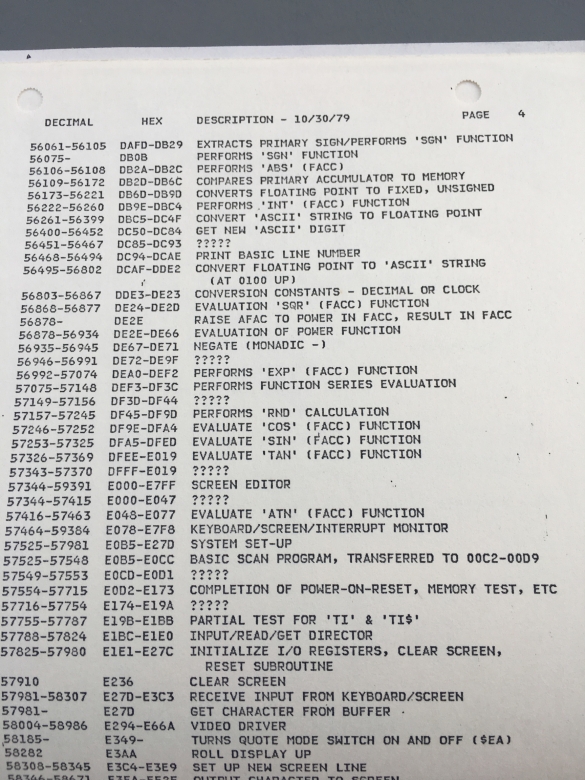 DECIMAL HEX DESCRIPTION - 10/30/79 PAGE 4
56061-56105 DAFD-DB29 EXTRACTS PRIMARY SIGN/PERFORMS 'SGN' FUNCTION
56075- DB0B PERFORMS 'SGN' FUNCTION
56106-56108 DB2A-DB2C PERFORMS 'ABS' (FACC)
56109-56172 DB2D-DB6C COMPARES PRIMARY ACCUMULATOR TO MEMORY
56173-56221 DB6D-DB9D CONVERTS FLOATING POINT TO FIXED, UNSIGNED
56222-56260 DB9E-DBC4 PERFORMS 'INT' (FACC) FUNCTION
56261-56399 DBC5-DC4F CONVERT 'ASCII' STRING TO FLOATING POINT
56400-56452 DC50-DC84 GET NEW 'ASCII' DIGIT
56451-56467 DC85-DC93 ?????
56468-56494 DC94-DCAE PRINT BASIC LINE NUMBER
56495-56802 DCAF-DDE2 CONVERT FLOATING POINT TO 'ASCII' STRING
(AT 0100 UP)
56803-56867 DDE3-DE23 CONVERSION CONSTANTS - DECIMAL OR CLOCK
56868-56877 DE24-DE2D EVALUATION 'SQR' (FACC) FUNCTION
56878- DE2E RAISE AFAC TO POWER IN FACC, RESULT IN FACC
56878-56934 DE2E-DE66 EVALUATION OF POWER FUNCTION
56935-56945 DE67-DE71 NEGATE (MONADIC -)
56946-56991 DE72-DE9F ?????
56992-57074 DEA0-DEF2 PERFORMS 'EXP' (FACC) FUNCTION
57075-57148 DEF3-DF3C PERFORMS FUNCTION SERIES EVALUATION
57149-57156 DF3D-DF44 ?????
57157-57245 DF45-DF9D PERFORMS 'RND' CALCULATION
57246-57252 DF9E-DFA4 EVALUATE 'COS' (FACC) FUNCTION
57253-57325 DFA5-DFED EVALUATE 'SIN' (FACC) FUNCTION
57326-57369 DFEE-E019 EVALUATE 'TAN' (FACC) FUNCTION
57343-57370 DFFF-E019 ?????
57344-59391 E000-E7FF SCREEN EDITOR
57344-57415 E000-E047 ?????
57416-57463 E048-E077 EVALUATE 'ATN' (FACC) FUNCTION
57464-59384 E078-E7F8 KEYBOARD/SCREEN/INTERRUPT MONITOR
57525-57981 E0B5-E27D SYSTEM SET-UP
57525-57548 E0B5-E0CC BASIC SCAN PROGRAM, TRANSFERRED TO 00C2-00D9
57549-57553 E0CD-E0D1 ?????
57554-57715 E0D2-E173 COMPLETION OF POWER-ON-RESET, MEMORY TEST, ETC
57716-57754 E174-E19A ?????
57755-57787 E19B-E1BB PARTIAL TEST FOR 'TI' & 'TI$'
57788-57824 E1BC-E1E0 INPUT/READ/GET DIRECTOR
57825-57980 E1E1-E27C INITIALIZE I/O REGISTERS, CLEAR SCREEN,
RESET SUBROUTINE
57910 E236 CLEAR SCREEN
57981-58307 E27D-E3C3 RECEIVE INPUT FROM KEYBOARD/SCREEN
57981- E27D GET CHARACTER FROM BUFFER
58004-58986 E294-E66A VIDEO DRIVER
58185- E349- TURNS QUOTE MODE SWITCH ON AND OFF ($EA)
58282 E3AA ROLL DISPLAY UP
58308-58345 E3C4-E3E9 SET UP NEW SCREEN LINE
OUTPUT CHARACTER TO SCREEN